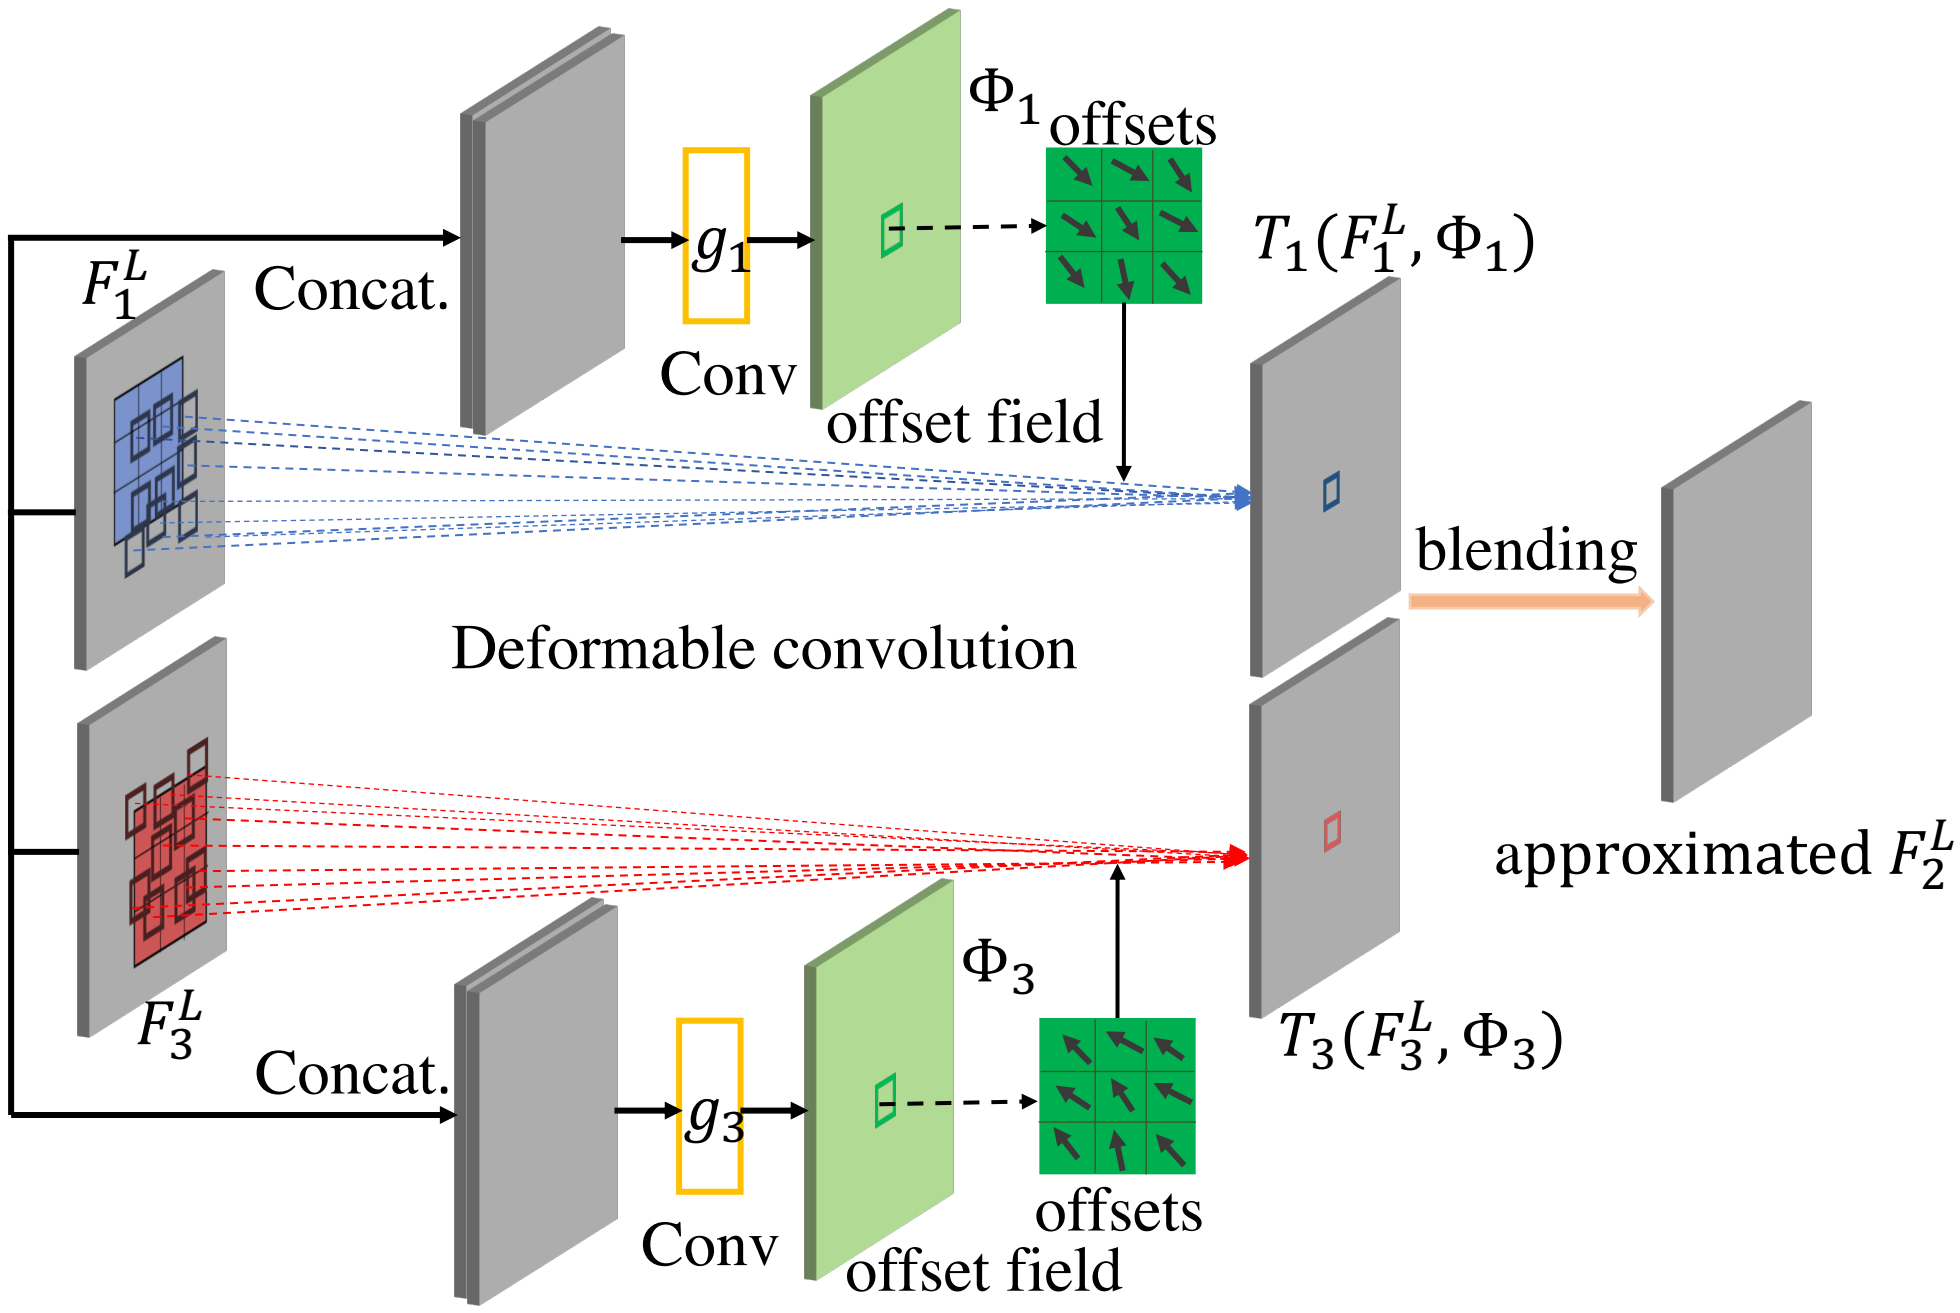 Φ₁
offsets
g₁
T₁(F₁ᴸ, Φ₁)
F₁ᴸ
Concat.
Conv
offset field
blending
Deformable convolution
approximated F₂ᴸ
Φ₃
F₃ᴸ
T₃(F₃ᴸ, Φ₃)
Concat.
g₃
offsets
Conv
offset field